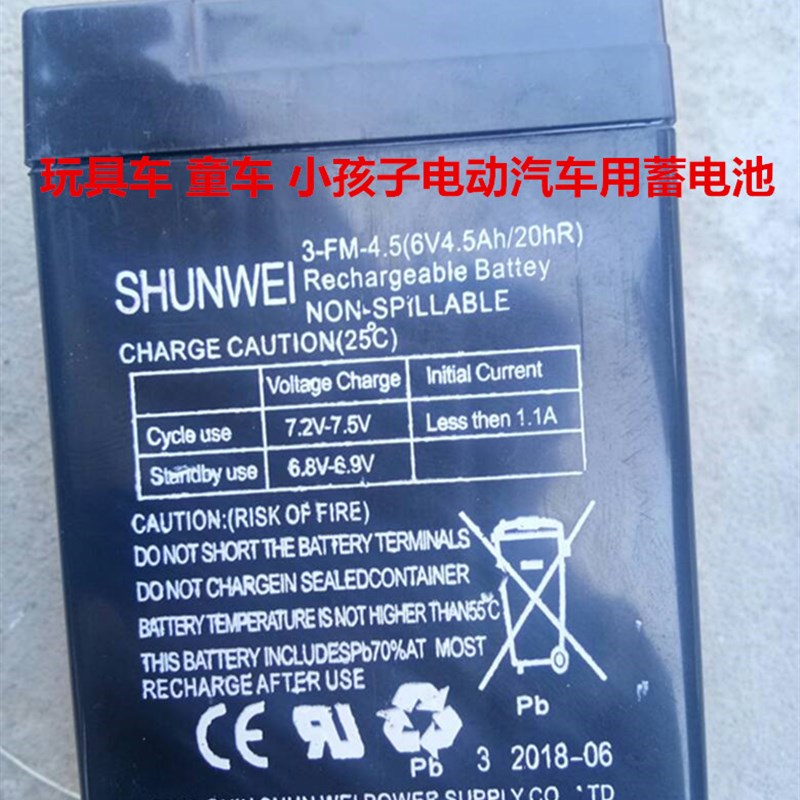 玩具车 童车 小孩子电动汽车用蓄电池
3-FM-4.5(6V4.5Ah/20hR)
SHUNWEI Rechargeable Battey
NON-SPILLABLE
CHARGE CAUTION(25°C)
Voltage Charge Initial Current
Cycle use 7.2V-7.5V Less then 1.1A
Standby use 6.8V-6.9V
CAUTION:(RISK OF FIRE)
DO NOT SHORT THE BATTERY TERMINALS
DO NOT CHARGEIN SEALEDCONTAINER
BATTERY TEMPERATURE IS NOT HIGHER THAN55°C
THIS BATTERY INCLUDESPb70%AT MOST
RECHARGE AFTER USE
Pb
CE
Pb 3 2018-06
SHUN WEI POWER SUPPLY CO. LTD